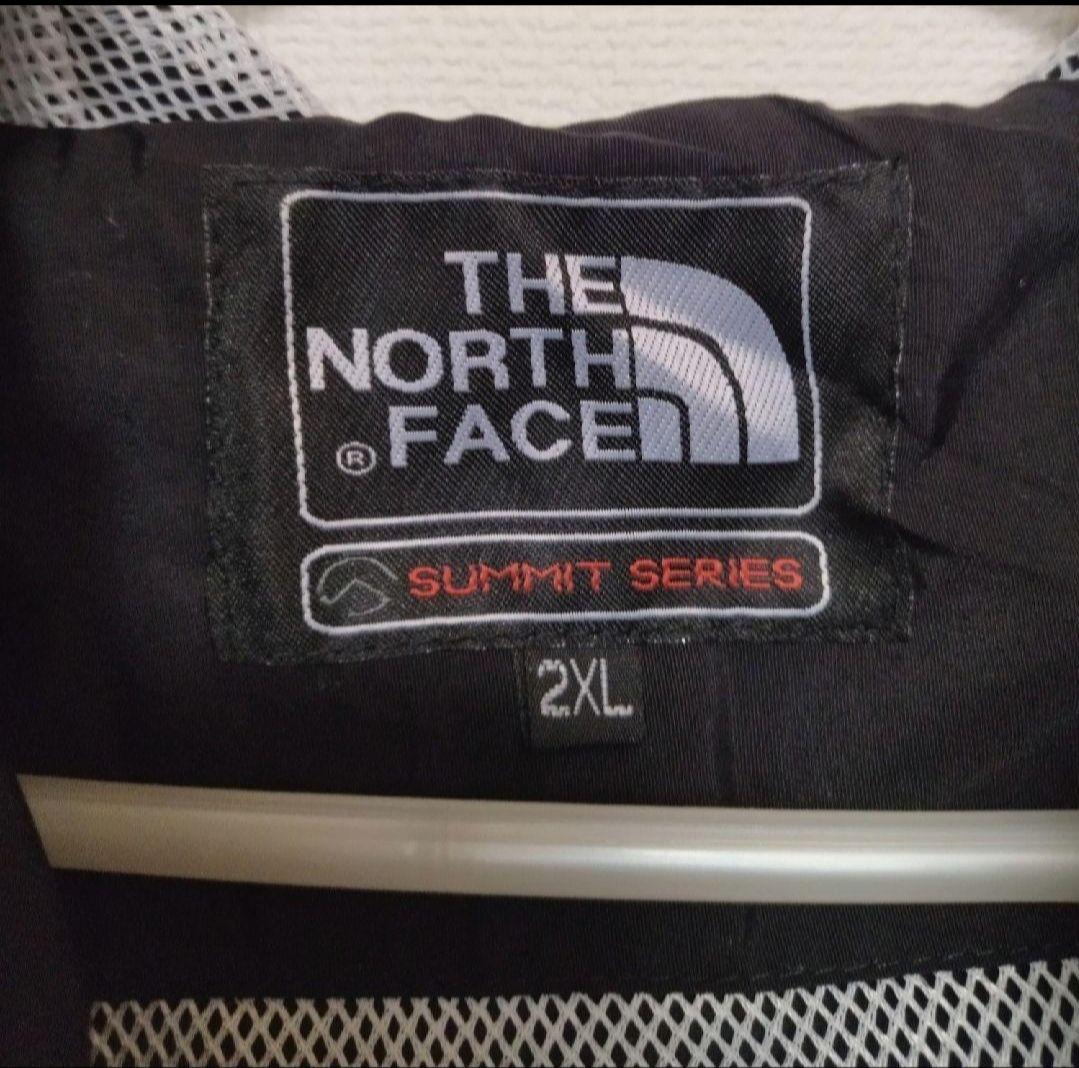 THE
NORTH
® FACE
SUMMIT SERIES
2XL